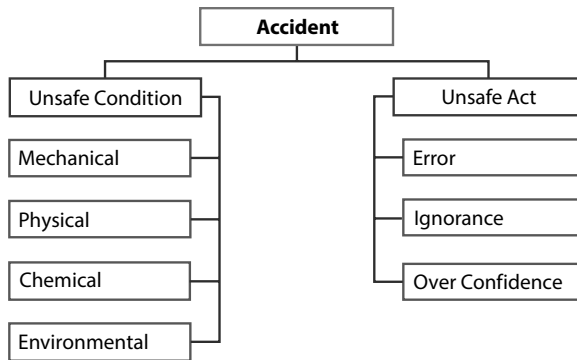 Accident
Unsafe Condition
Mechanical
Physical
Chemical
Environmental
Unsafe Act
Error
Ignorance
Over Confidence